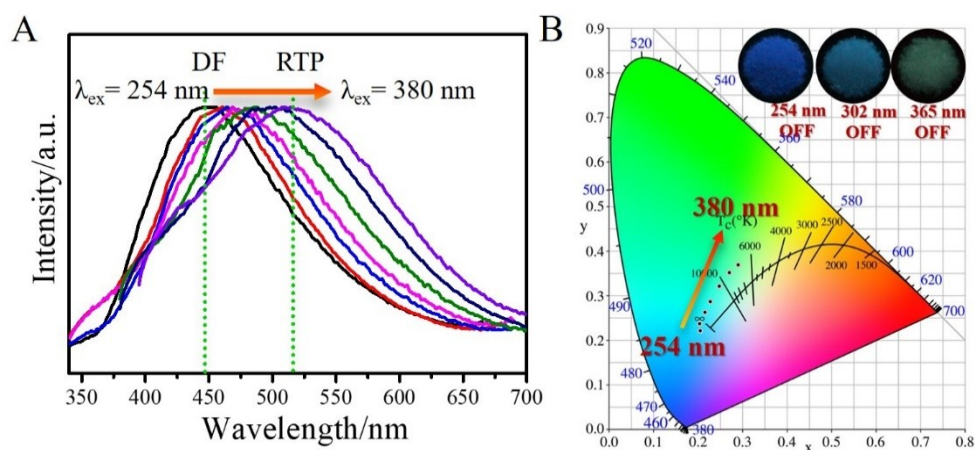 A
DF
RTP
λex= 254 nm
λex= 380 nm
Intensity/a.u.
350 400 450 500 550 600 650 700
Wavelength/nm
B
0.9
0.8
0.7
0.6
0.5
y
0.4
0.3
0.2
0.1
0.0
0.0 0.1 0.2 0.3 0.4 0.5 0.6 0.7 0.8
x
520
540
560
580
600
620
700
500
490
480
470
460
380
254 nm
OFF
302 nm
OFF
365 nm
OFF
380 nm
Tc(°K)
∞
6000
4000
3000
2500
2000
1500
254 nm